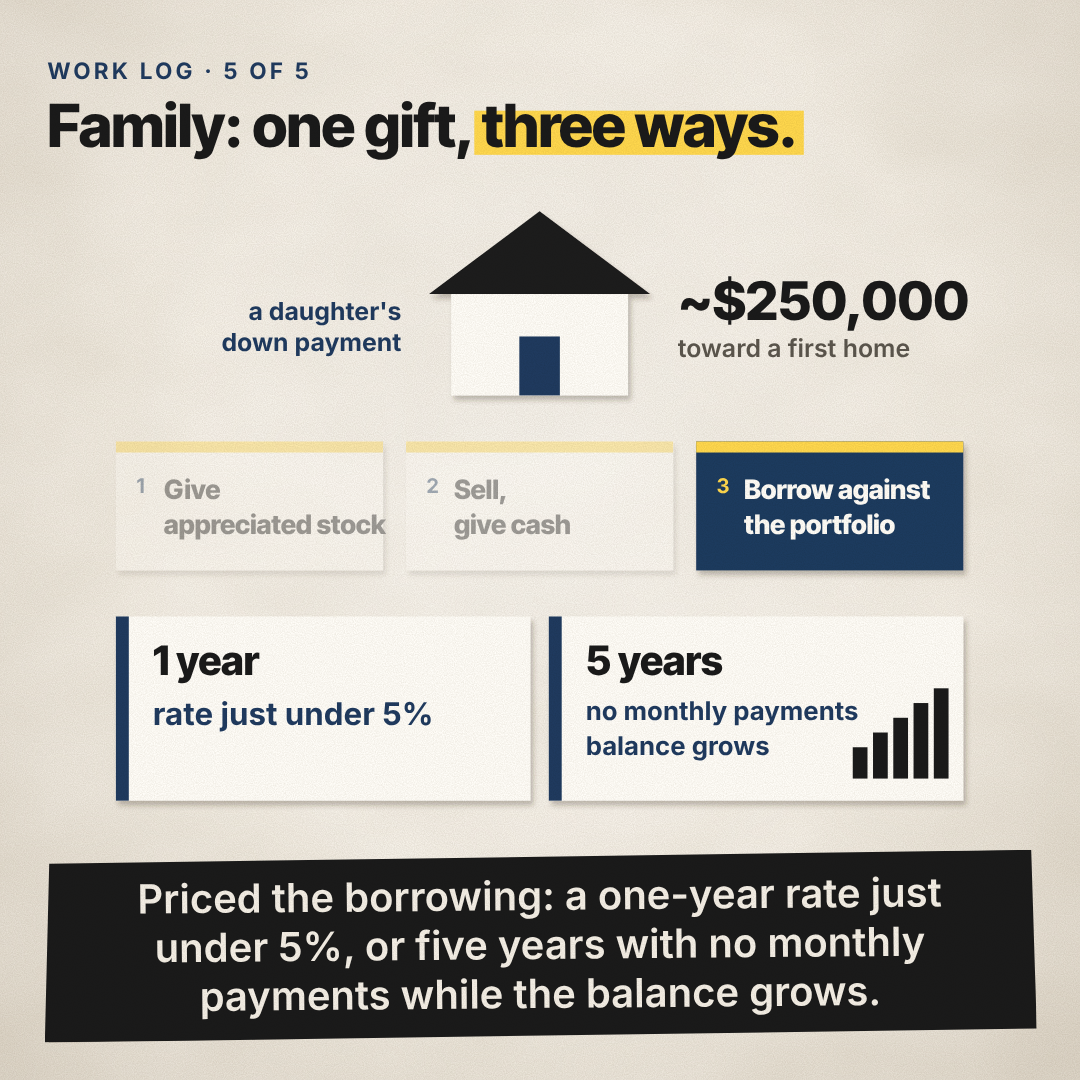 WORK LOG · 5 OF 5
Family: one gift, three ways.
a daughter's
down payment
~$250,000
toward a first home
1 Give
appreciated stock
2 Sell,
give cash
3 Borrow against
the portfolio
1 year
rate just under 5%
5 years
no monthly payments
balance grows
Priced the borrowing: a one-year rate just
under 5%, or five years with no monthly
payments while the balance grows.